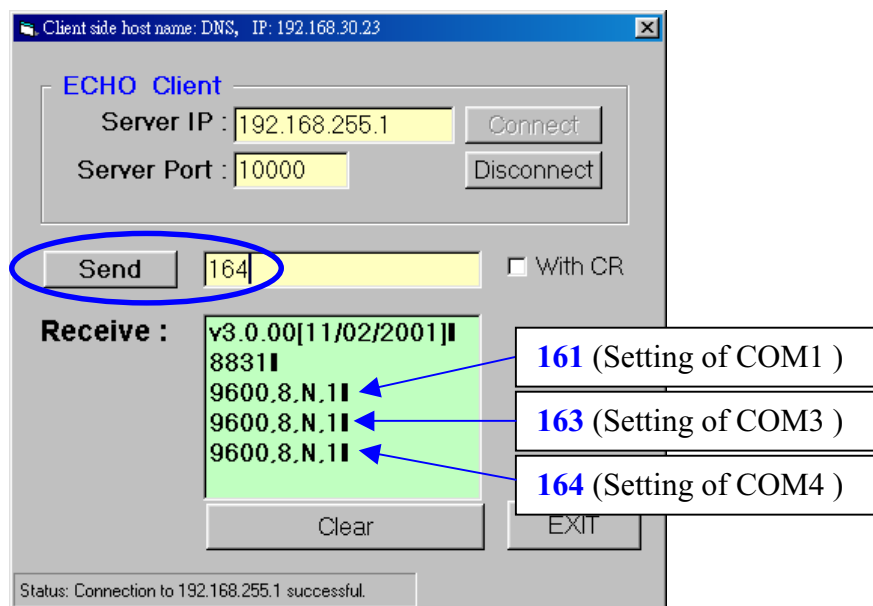 Client side host name: DNS, IP: 192.168.30.23
ECHO Client
Server IP : 192.168.255.1 Connect
Server Port : 10000 Disconnect
Send 164 With CR
Receive :
v3.0.00[11/02/2001]
8831
9600,8,N,1
9600,8,N,1
9600,8,N,1
161 (Setting of COM1 )
163 (Setting of COM3 )
164 (Setting of COM4 )
Clear EXIT
Status: Connection to 192.168.255.1 successful.